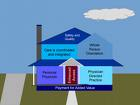 Safety and
Quality
Care is coordinated and
integrated
Whole
Person
Orientation
Personal
Physician
Physician
Directed
Practice
Payment for Added Value